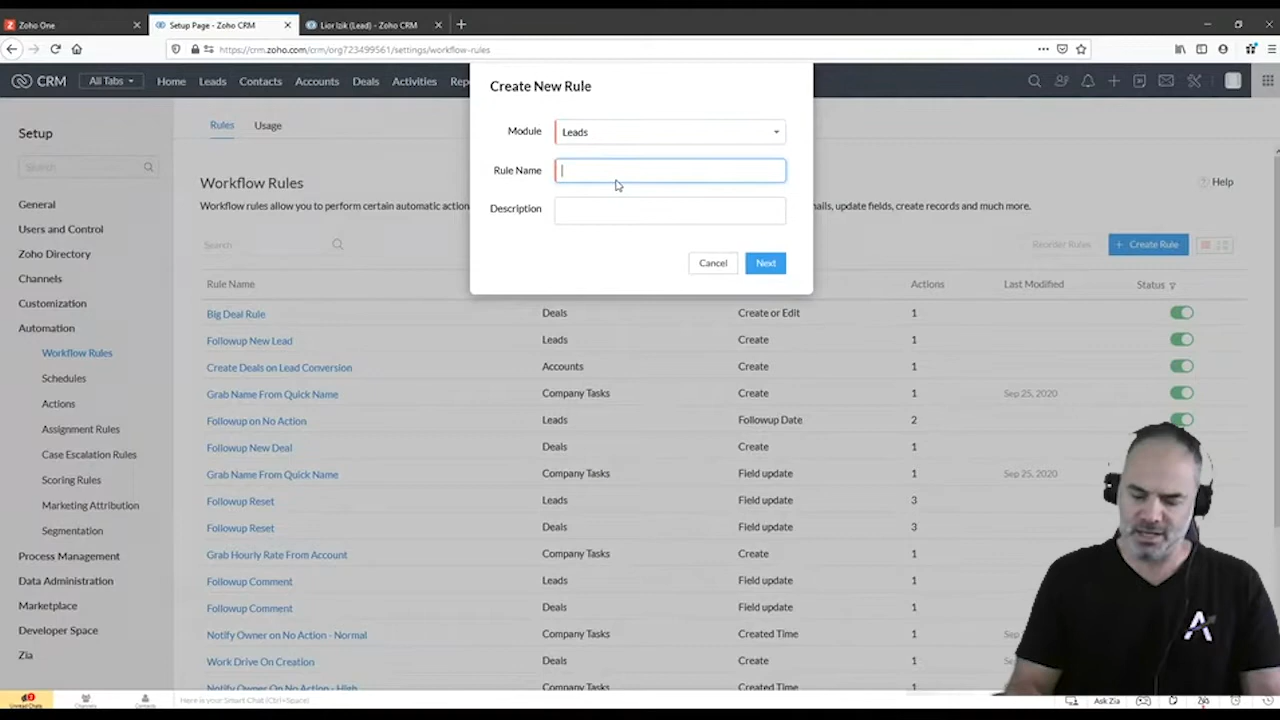 Zoho One
Setup Page - Zoho CRM
Lior Izik (Lead) - Zoho CRM
https://crm.zoho.com/crm/org723499561/settings/workflow-rules
CRM
All Tabs
Home
Leads
Contacts
Accounts
Deals
Activities
Rep
Create New Rule
Module
Leads
Rule Name
Description
Cancel
Next
Setup
Search
General
Users and Control
Zoho Directory
Channels
Customization
Automation
Workflow Rules
Schedules
Actions
Assignment Rules
Case Escalation Rules
Scoring Rules
Marketing Attribution
Segmentation
Process Management
Data Administration
Marketplace
Developer Space
Zia
Rules
Usage
Workflow Rules
Help
Workflow rules allow you to perform certain automatic action
mails, update fields, create records and much more.
Search
Reorder Rules
+ Create Rule
Rule Name Actions Last Modified Status
Big Deal Rule Deals Create or Edit 1
Followup New Lead Leads Create 1
Create Deals on Lead Conversion Accounts Create 1
Grab Name From Quick Name Company Tasks Create 1 Sep 25, 2020
Followup on No Action Leads Followup Date 2
Followup New Deal Deals Create 1
Grab Name From Quick Name Company Tasks Field update 1 Sep 25, 2020
Followup Reset Leads Field update 3
Followup Reset Deals Field update 3
Grab Hourly Rate From Account Company Tasks Create 1
Followup Comment Leads Field update 1
Followup Comment Deals Field update 1
Notify Owner on No Action - Normal Company Tasks Created Time 1
Work Drive On Creation Deals Create 1
Notify Owner On No Action - High Company Tasks Created Time 1
Unread Chats
Channels
Contacts
Here is your Smart Chat (Ctrl+Space)
Ask Zia